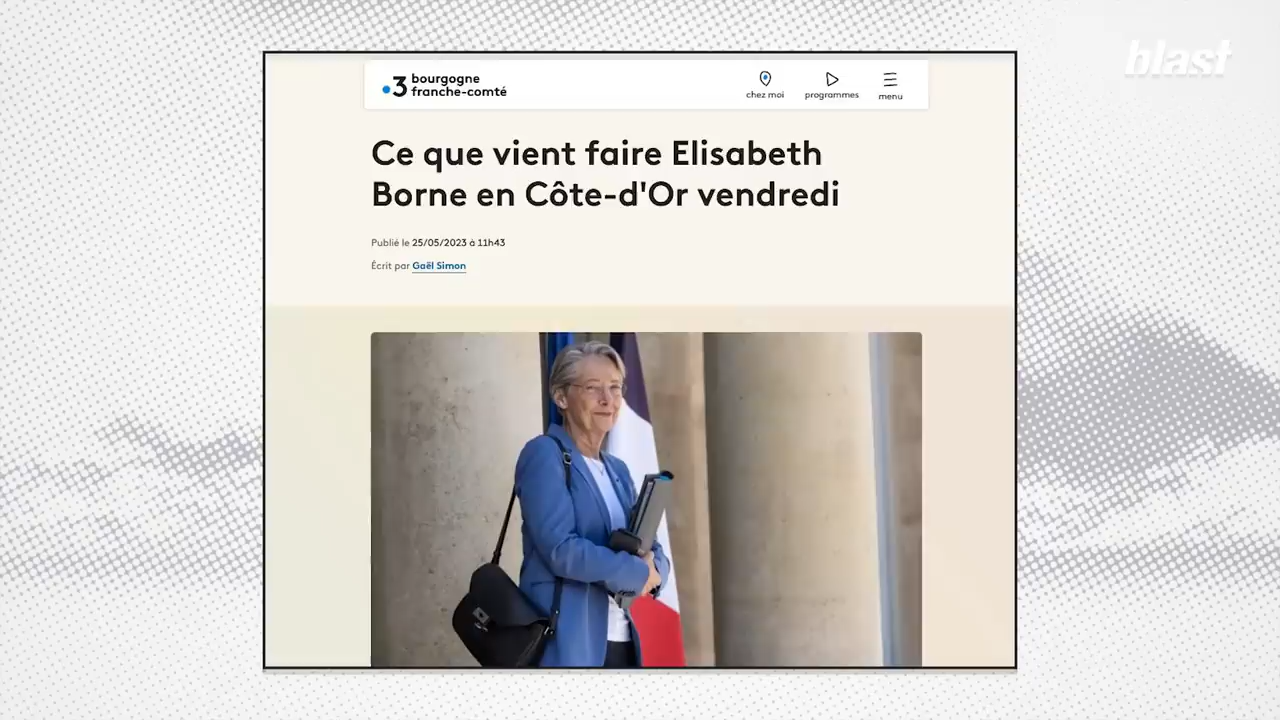 blast
3 bourgogne
franche-comté
chez moi
programmes
menu
Ce que vient faire Elisabeth
Borne en Côte-d'Or vendredi
Publié le 25/05/2023 à 11h43
Écrit par Gaël Simon